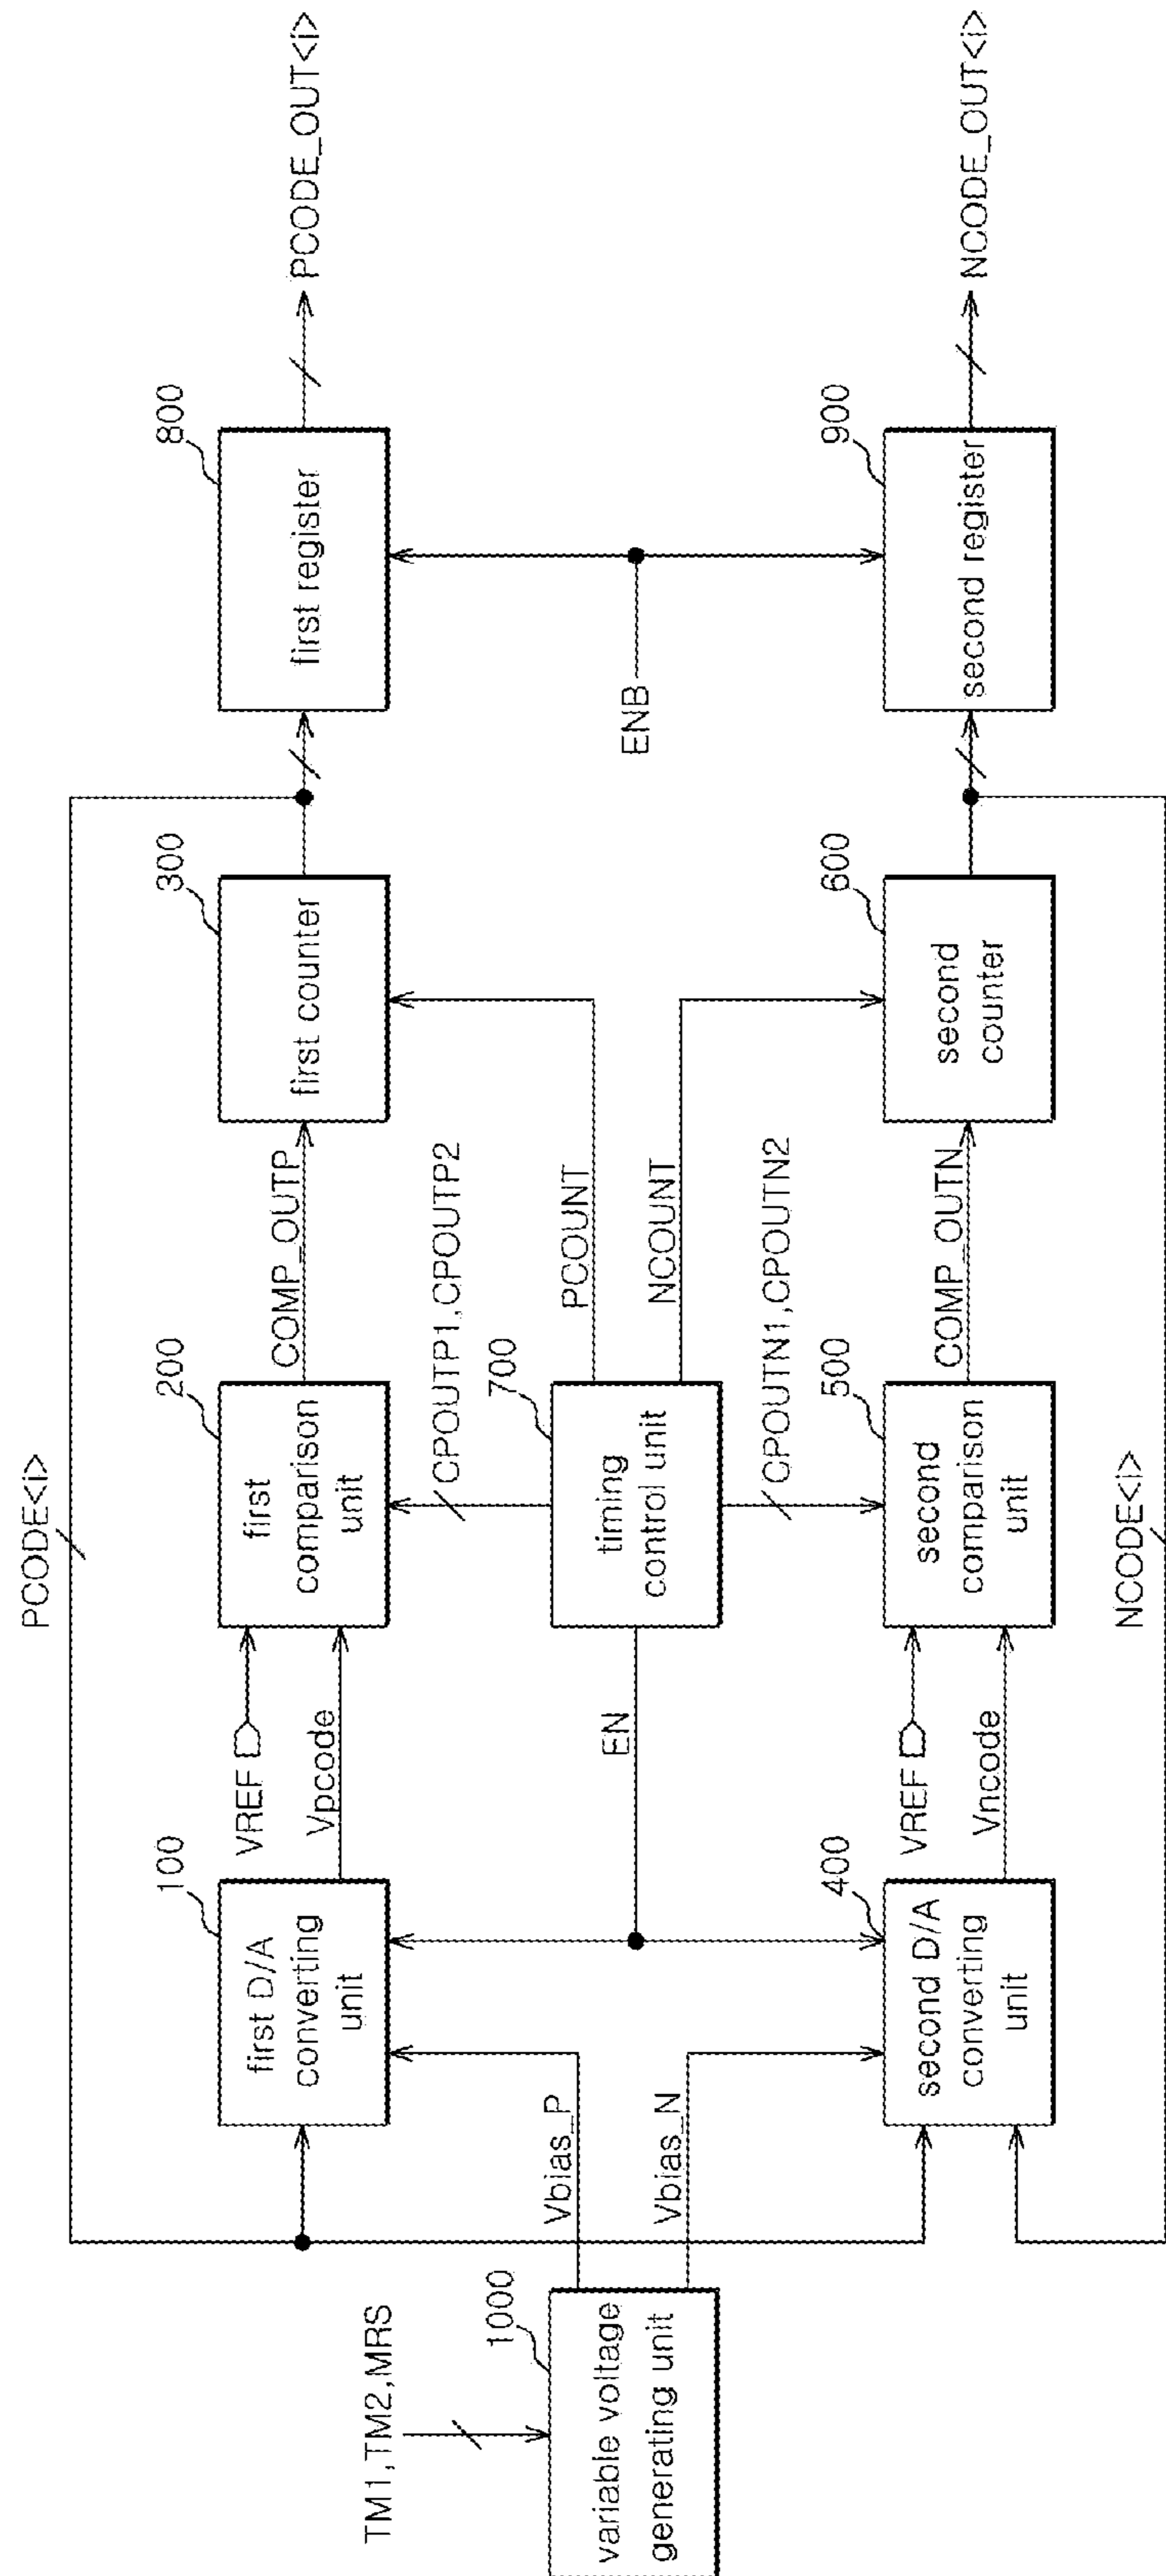 PCODE<i>
100
first D/A
converting
unit
VREF
Vpcode
200
first
comparison
unit
COMP_OUTP
300
first counter
800
first register
PCODE_OUT<i>
CPOUTP1,CPOUTP2
TM1,TM2,MRS
1000
variable voltage
generating unit
Vbias_P
Vbias_N
EN
700
timing
control unit
PCOUNT
NCOUNT
ENB
CPOUTN1,CPOUTN2
400
second D/A
converting
unit
VREF
Vncode
500
second
comparison
unit
COMP_OUTN
600
second
counter
900
second register
NCODE_OUT<i>
NCODE<i>